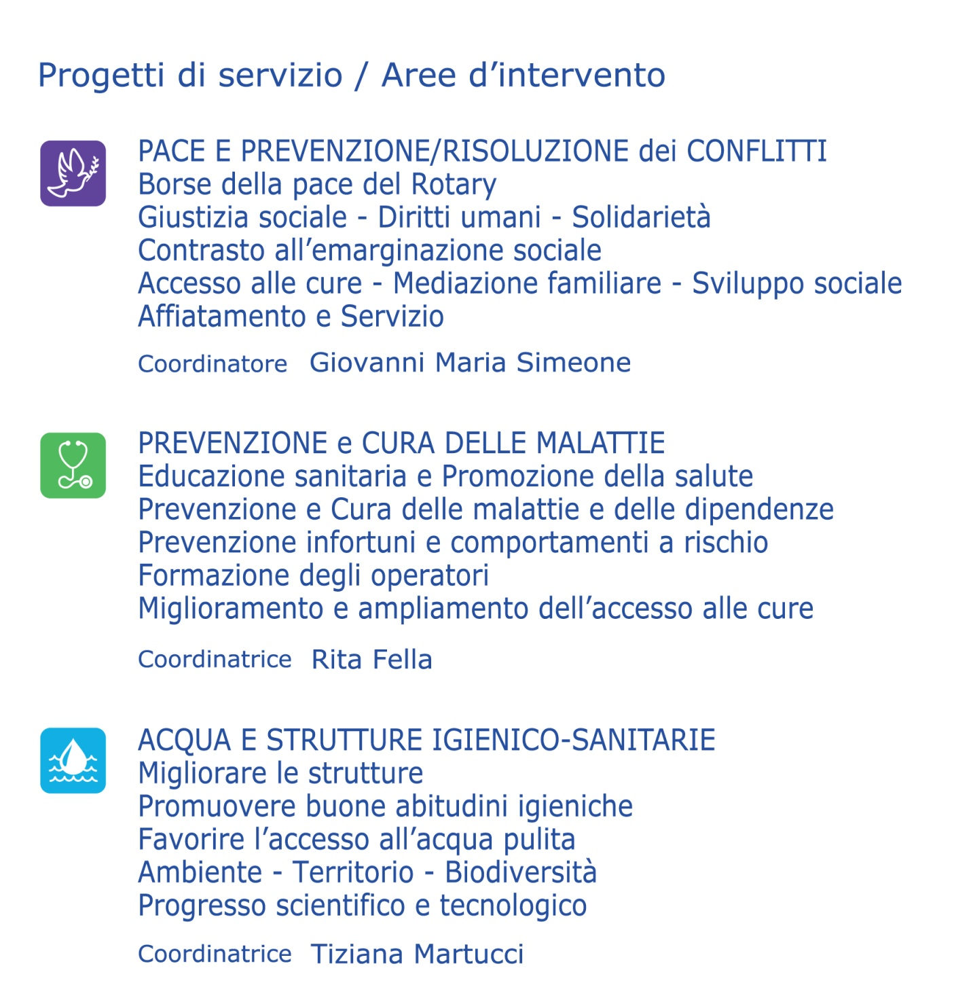 Progetti di servizio / Aree d’intervento
PACE E PREVENZIONE/RISOLUZIONE dei CONFLITTI
Borse della pace del Rotary
Giustizia sociale - Diritti umani - Solidarietà
Contrasto all’emarginazione sociale
Accesso alle cure - Mediazione familiare - Sviluppo sociale
Affiatamento e Servizio
Coordinatore Giovanni Maria Simeone
PREVENZIONE e CURA DELLE MALATTIE
Educazione sanitaria e Promozione della salute
Prevenzione e Cura delle malattie e delle dipendenze
Prevenzione infortuni e comportamenti a rischio
Formazione degli operatori
Miglioramento e ampliamento dell’accesso alle cure
Coordinatrice Rita Fella
ACQUA E STRUTTURE IGIENICO-SANITARIE
Migliorare le strutture
Promuovere buone abitudini igieniche
Favorire l’accesso all’acqua pulita
Ambiente - Territorio - Biodiversità
Progresso scientifico e tecnologico
Coordinatrice Tiziana Martucci